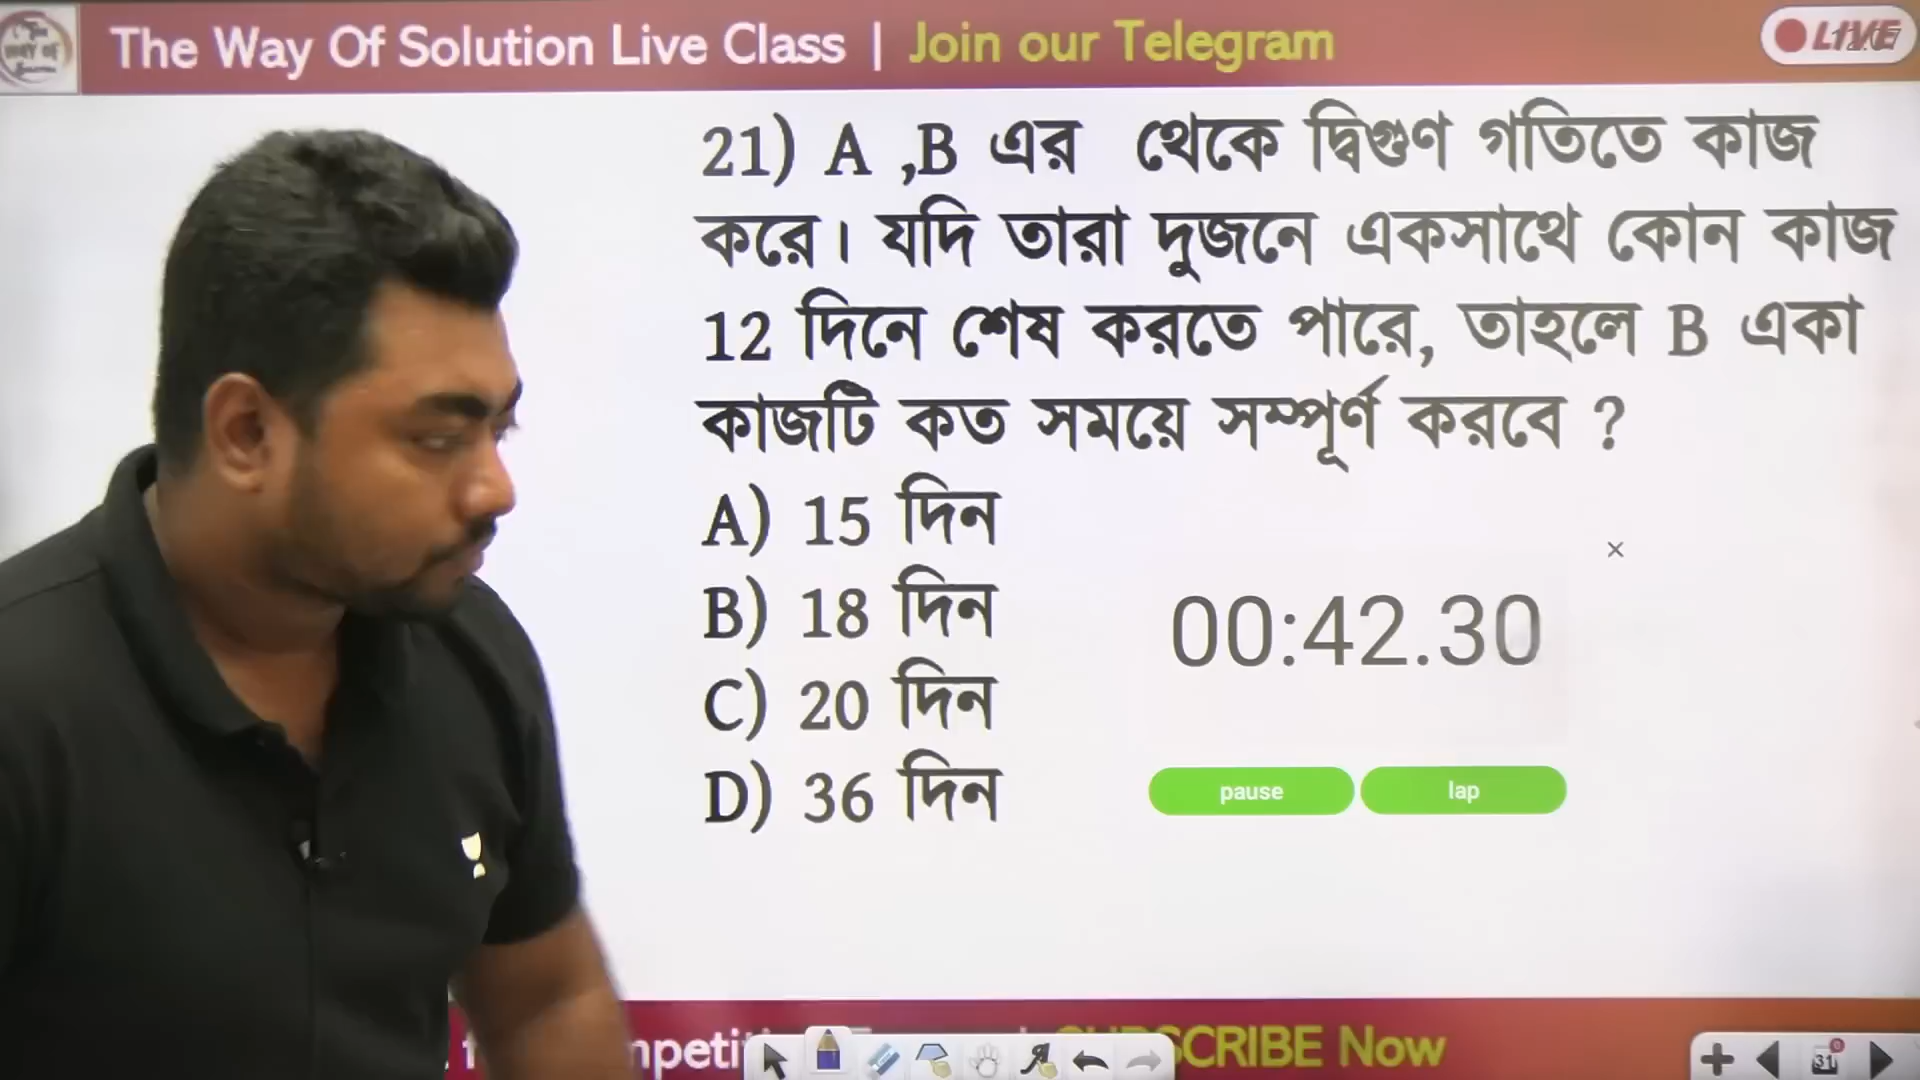 The Way Of Solution Live Class | Join our Telegram
LIVE
21) A ,B এর থেকে দ্বিগুণ গতিতে কাজ
করে। যদি তারা দুজনে একসাথে কোন কাজ
12 দিনে শেষ করতে পারে, তাহলে B একা
কাজটি কত সময়ে সম্পূর্ণ করবে ?
A) 15 দিন
B) 18 দিন
C) 20 দিন
D) 36 দিন
×
00:42.30
pause lap
Now
31